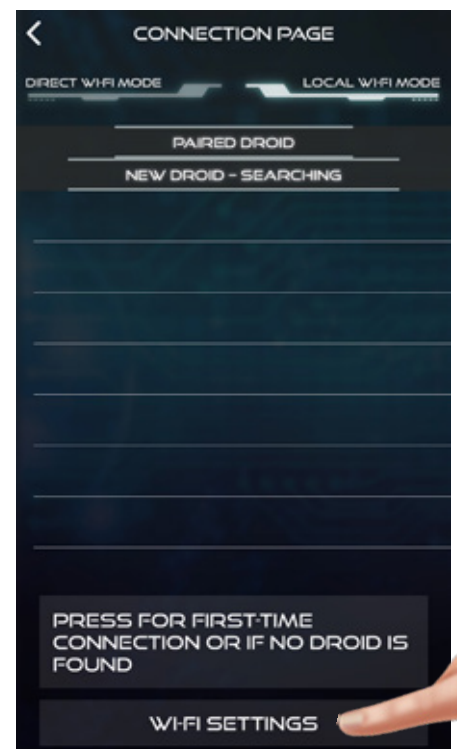 CONNECTION PAGE
DIRECT WI-FI MODE
LOCAL WI-FI MODE
PAIRED DROID
NEW DROID - SEARCHING
PRESS FOR FIRST-TIME
CONNECTION OR IF NO DROID IS
FOUND
WI-FI SETTINGS